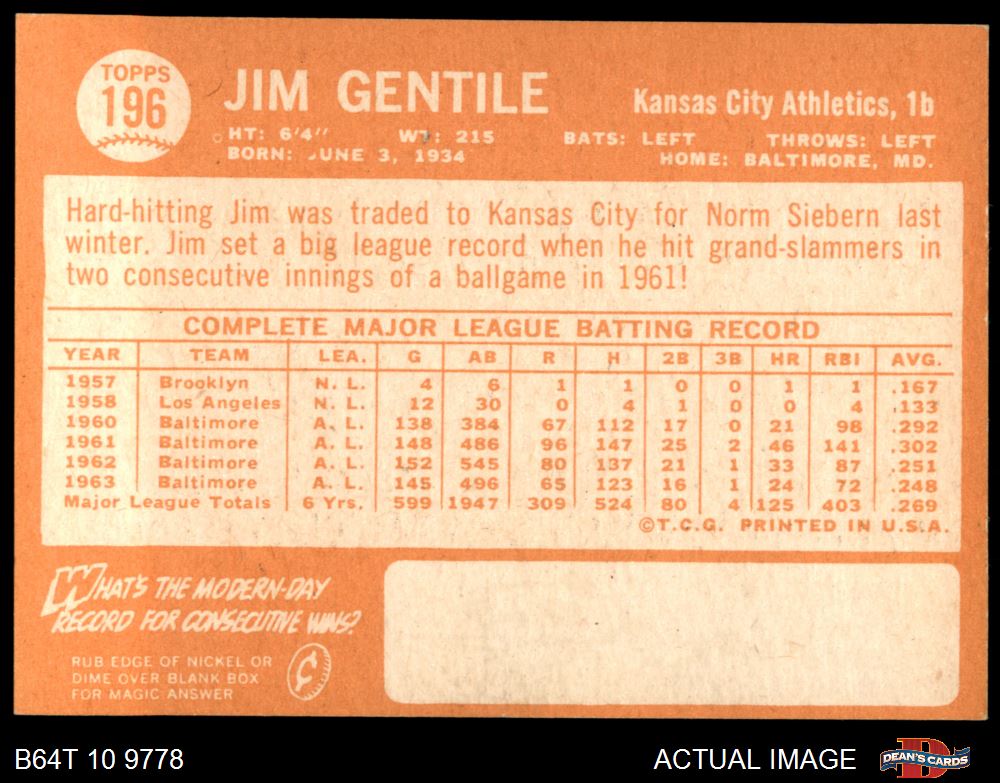 TOPPS
196
JIM GENTILE
Kansas City Athletics, 1b
HT: 6'4" WT: 215 BATS: LEFT THROWS: LEFT
BORN: JUNE 3, 1934 HOME: BALTIMORE, MD.
Hard-hitting Jim was traded to Kansas City for Norm Siebern last
winter. Jim set a big league record when he hit grand-slammers in
two consecutive innings of a ballgame in 1961!
COMPLETE MAJOR LEAGUE BATTING RECORD
YEAR TEAM LEA. G AB R H 2B 3B HR RBI AVG.
1957 Brooklyn N. L. 4 6 1 1 0 0 1 1 .167
1958 Los Angeles N. L. 12 30 0 4 1 0 0 4 .133
1960 Baltimore A. L. 138 384 67 112 17 0 21 98 .292
1961 Baltimore A. L. 148 486 96 147 25 2 46 141 .302
1962 Baltimore A. L. 152 545 80 137 21 1 33 87 .251
1963 Baltimore A. L. 145 496 65 123 16 1 24 72 .248
Major League Totals 6 Yrs. 599 1947 309 524 80 4 125 403 .269
©T.C.G. PRINTED IN U.S.A.
WHAT'S THE MODERN-DAY
RECORD FOR CONSECUTIVE WINS?
RUB EDGE OF NICKEL OR
DIME OVER BLANK BOX
FOR MAGIC ANSWER
¢
B64T 10 9778
ACTUAL IMAGE
DEAN'S CARDS